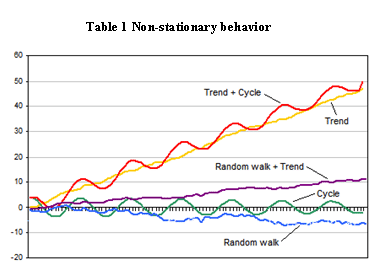 Table 1 Non-stationary behavior
60
50
Trend + Cycle
40
Trend
30
20
Random walk + Trend
10
Cycle
0
-10
Random walk
-20